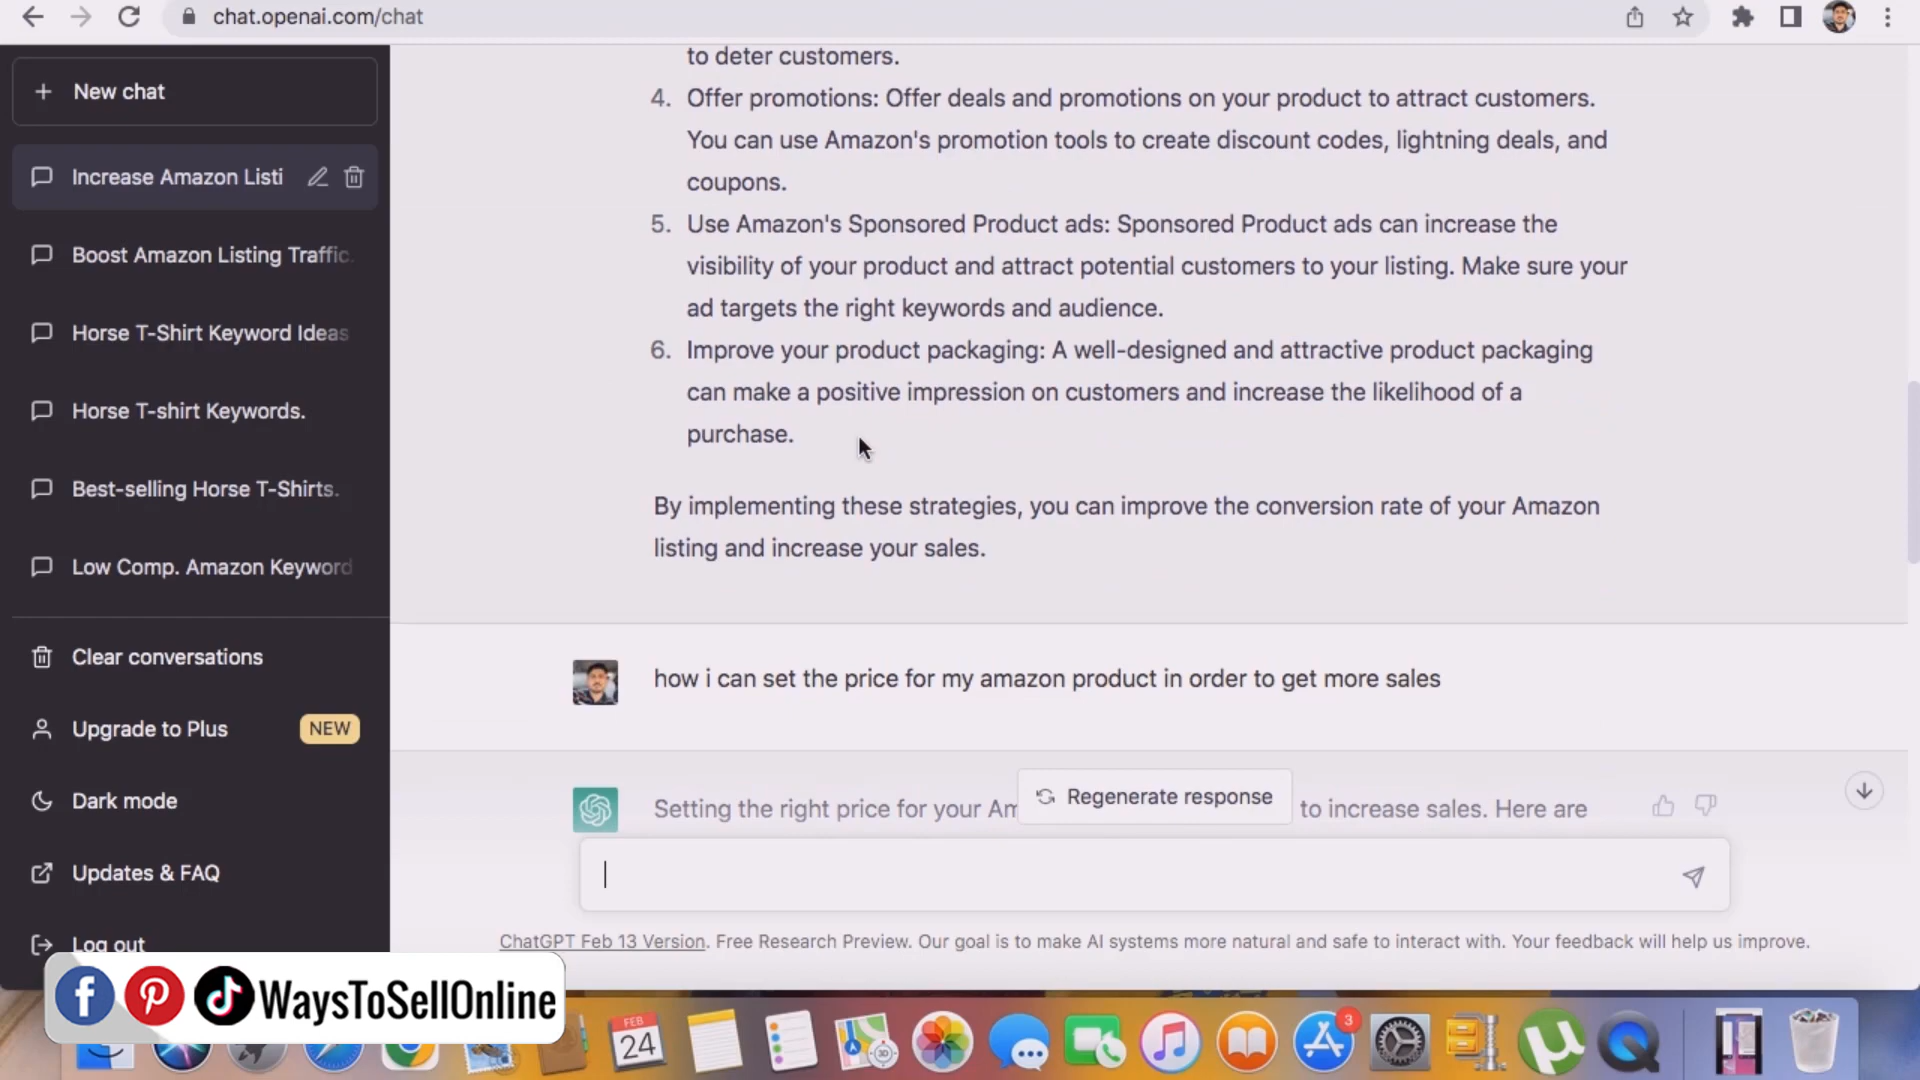 chat.openai.com/chat
New chat
Increase Amazon Listi
Boost Amazon Listing Traffic.
Horse T-Shirt Keyword Ideas
Horse T-shirt Keywords.
Best-selling Horse T-Shirts.
Low Comp. Amazon Keyword
Clear conversations
Upgrade to Plus
NEW
Dark mode
Updates & FAQ
Log out
to deter customers.
4. Offer promotions: Offer deals and promotions on your product to attract customers.
You can use Amazon's promotion tools to create discount codes, lightning deals, and
coupons.
5. Use Amazon's Sponsored Product ads: Sponsored Product ads can increase the
visibility of your product and attract potential customers to your listing. Make sure your
ad targets the right keywords and audience.
6. Improve your product packaging: A well-designed and attractive product packaging
can make a positive impression on customers and increase the likelihood of a
purchase.
By implementing these strategies, you can improve the conversion rate of your Amazon
listing and increase your sales.
how i can set the price for my amazon product in order to get more sales
Setting the right price for your Am
Regenerate response
to increase sales. Here are
ChatGPT Feb 13 Version. Free Research Preview. Our goal is to make AI systems more natural and safe to interact with. Your feedback will help us improve.
WaysToSellOnline
FEB
24
3D
3